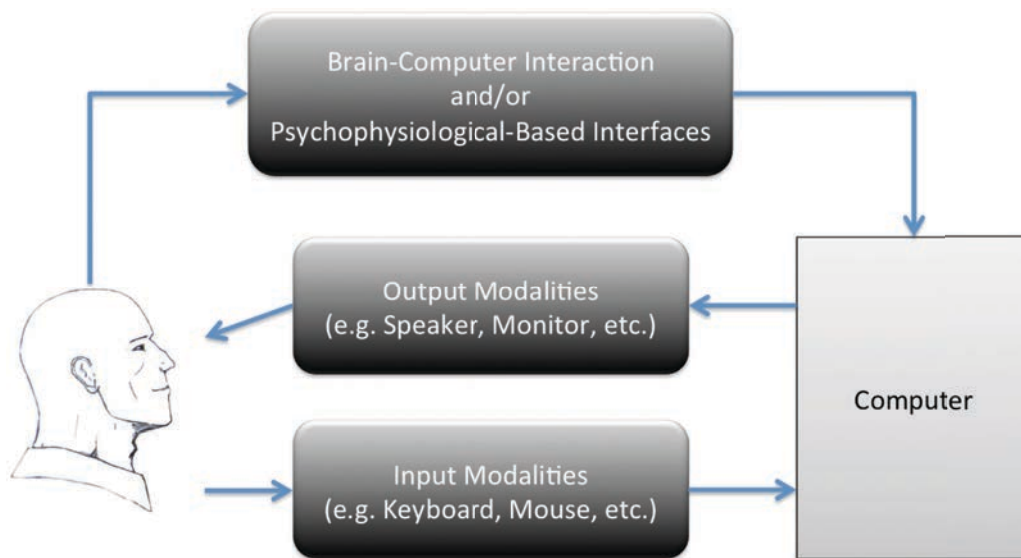 Brain-Computer Interaction
and/or
Psychophysiological-Based Interfaces
Output Modalities
(e.g. Speaker, Monitor, etc.)
Computer
Input Modalities
(e.g. Keyboard, Mouse, etc.)